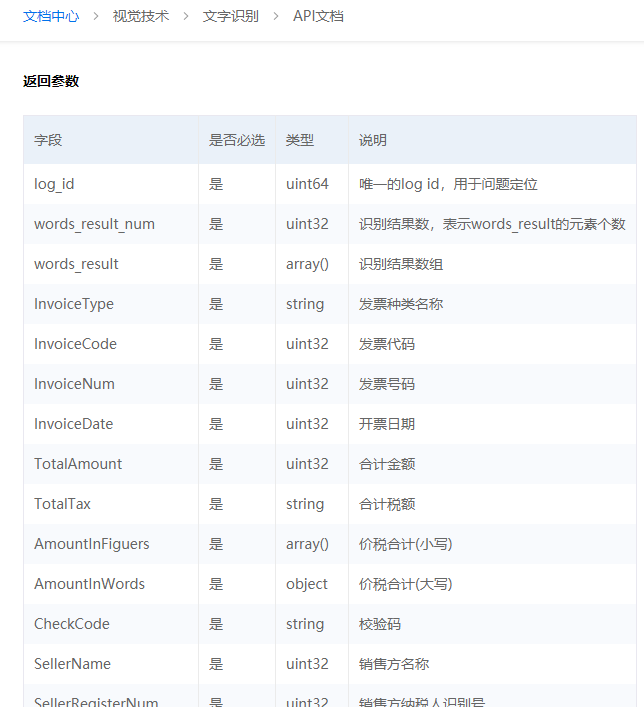 文档中心 > 视觉技术 > 文字识别 > API文档
返回参数
字段 是否必选 类型 说明
log_id 是 uint64 唯一的log id，用于问题定位
words_result_num 是 uint32 识别结果数，表示words_result的元素个数
words_result 是 array() 识别结果数组
InvoiceType 是 string 发票种类名称
InvoiceCode 是 uint32 发票代码
InvoiceNum 是 uint32 发票号码
InvoiceDate 是 uint32 开票日期
TotalAmount 是 uint32 合计金额
TotalTax 是 string 合计税额
AmountInFiguers 是 array() 价税合计(小写)
AmountInWords 是 object 价税合计(大写)
CheckCode 是 string 校验码
SellerName 是 uint32 销售方名称
SellerRegisterNum 是 uint32 销售方纳税人识别号